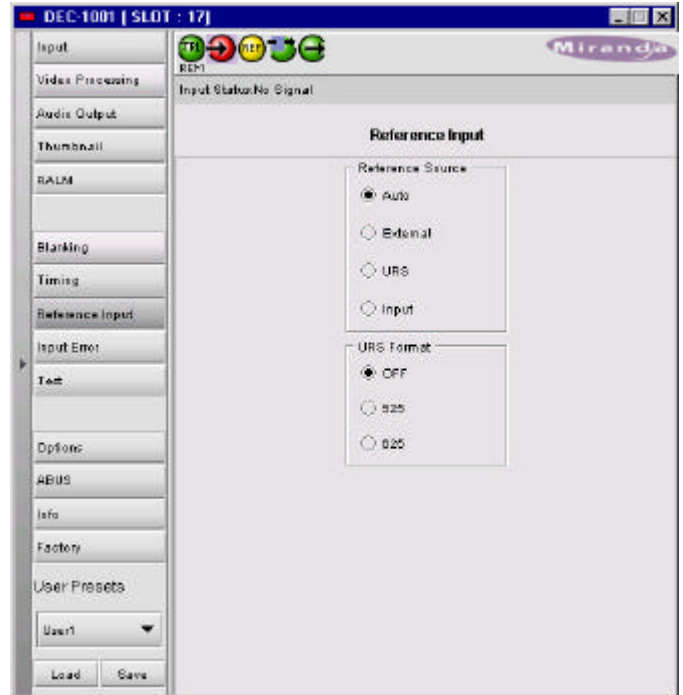 DEC-1001 [ SLOT : 17]
Input
Video Processing
Audio Output
Thumbnail
RALM
Blanking
Timing
Reference Input
Input Error
Test
Options
ABUS
Info
Factory
User Presets
User1
Load Save
REM
REF
Miranda
Input Status:No Signal
Reference Input
Reference Source
Auto
External
URS
Input
URS Format
OFF
525
625